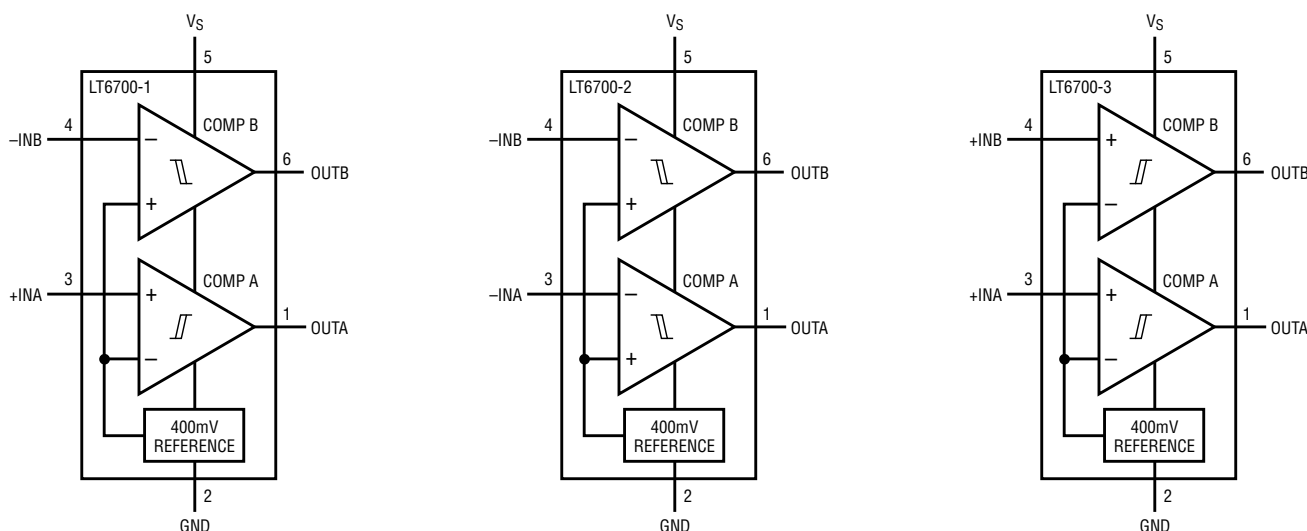 VS
5
LT6700-1
COMP B
4
–INB
–
+
6
OUTB
COMP A
3
+INA
+
–
1
OUTA
400mV
REFERENCE
2
GND
VS
5
LT6700-2
COMP B
4
–INB
–
+
6
OUTB
COMP A
3
–INA
–
+
1
OUTA
400mV
REFERENCE
2
GND
VS
5
LT6700-3
COMP B
4
+INB
+
–
6
OUTB
COMP A
3
+INA
+
–
1
OUTA
400mV
REFERENCE
2
GND